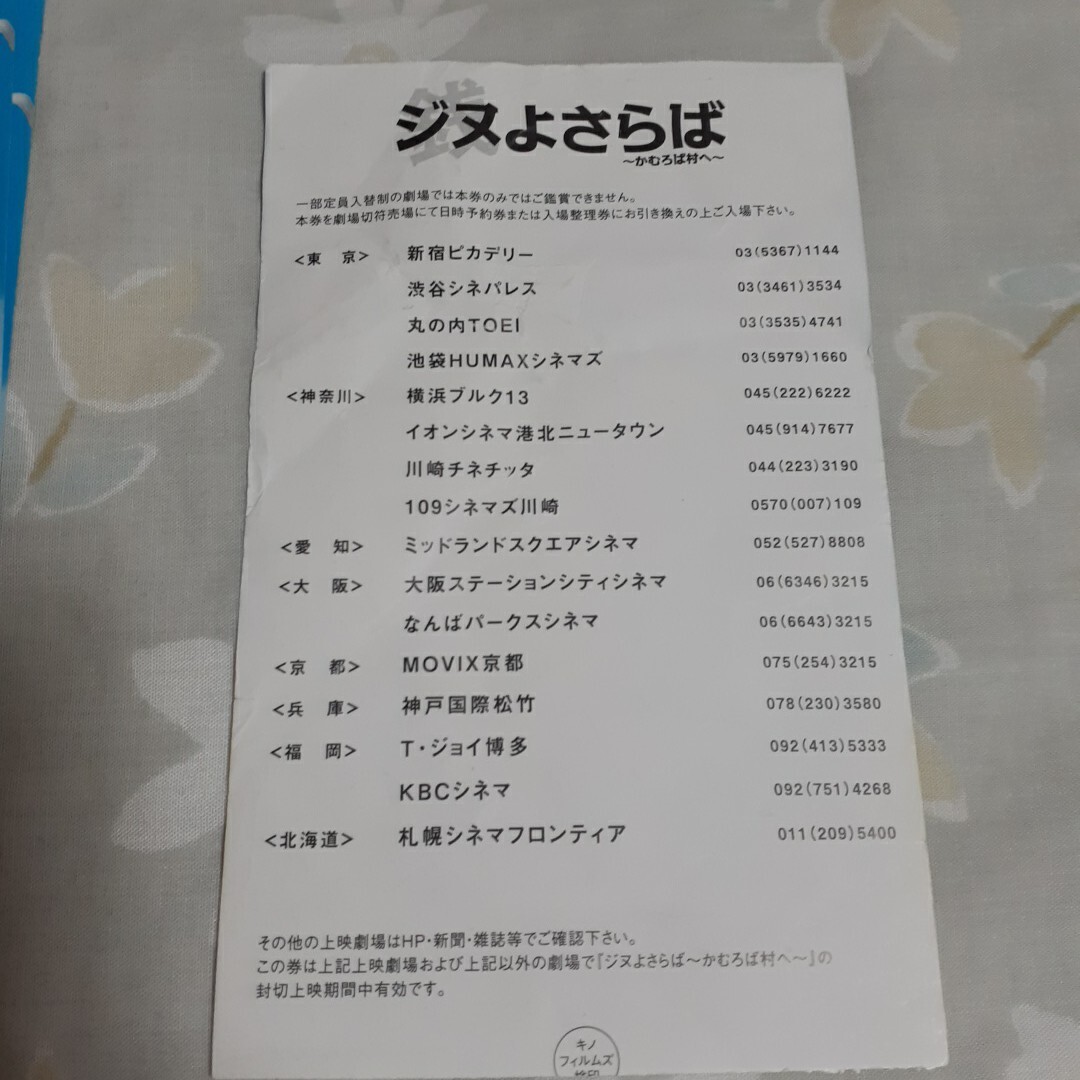 銭
ジヌよさらば
～かむろば村へ～
一部定員入替制の劇場では本券のみではご鑑賞できません。
本券を劇場切符売場にて日時予約券または入場整理券にお引き換えの上ご入場下さい。
<東　京> 新宿ピカデリー 03(5367)1144
渋谷シネパレス 03(3461)3534
丸の内TOEI 03(3535)4741
池袋HUMAXシネマズ 03(5979)1660
<神奈川> 横浜ブルク13 045(222)6222
イオンシネマ港北ニュータウン 045(914)7677
川崎チネチッタ 044(223)3190
109シネマズ川崎 0570(007)109
<愛　知> ミッドランドスクエアシネマ 052(527)8808
<大　阪> 大阪ステーションシティシネマ 06(6346)3215
なんばパークスシネマ 06(6643)3215
<京　都> MOVIX京都 075(254)3215
<兵　庫> 神戸国際松竹 078(230)3580
<福　岡> T・ジョイ博多 092(413)5333
KBCシネマ 092(751)4268
<北海道> 札幌シネマフロンティア 011(209)5400
その他の上映劇場はHP・新聞・雑誌等でご確認下さい。
この券は上記上映劇場および上記以外の劇場で『ジヌよさらば～かむろば村へ～』の
封切上映期間中有効です。
キノ
フィルムズ